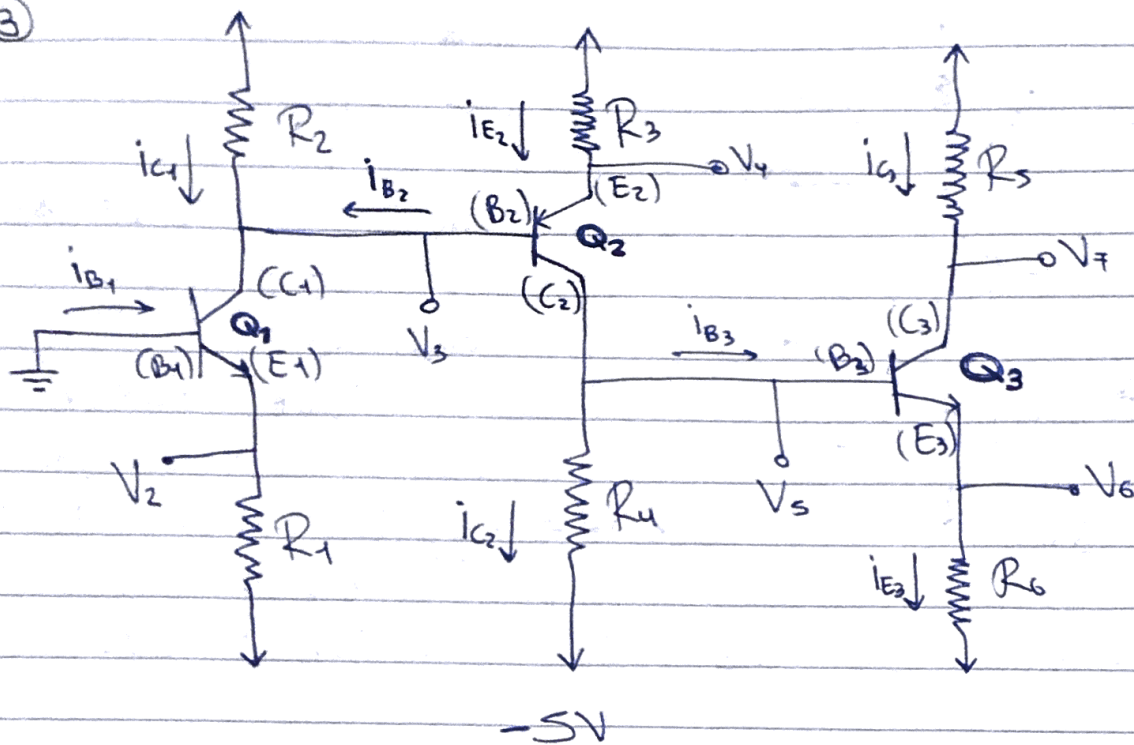 3
R2
iC1
iB2
iE2
R3
V4
(E2)
(B2)
Q2
(C2)
iC3
R5
V7
iB1
(C1)
Q1
(B1)
(E1)
V3
iB3
(B3)
(C3)
Q3
(E3)
V2
R1
iC2
R4
V5
V6
iE3
R6
-5V